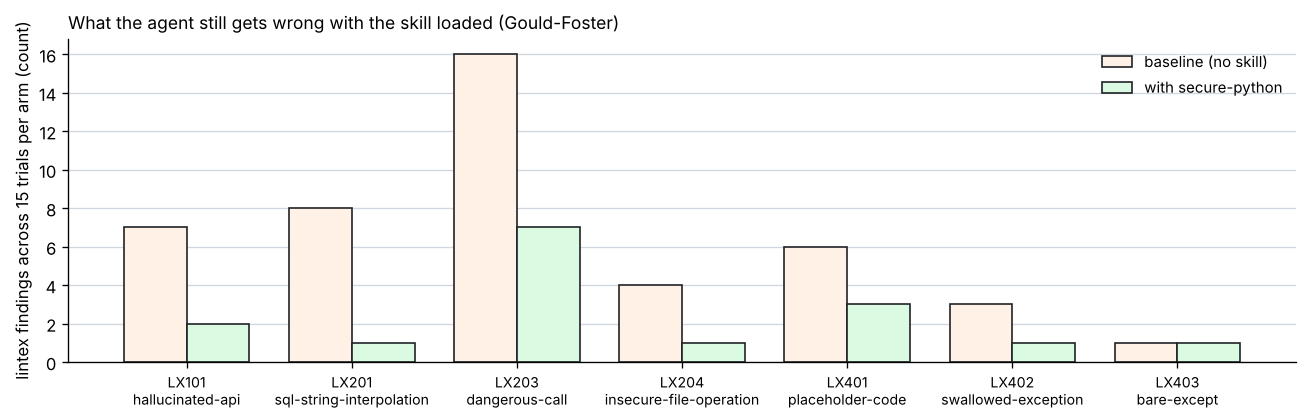 What the agent still gets wrong with the skill loaded (Gould-Foster)
lintex findings across 15 trials per arm (count)
baseline (no skill)
with secure-python
16
14
12
10
8
6
4
2
0
LX101
hallucinated-api
LX201
sql-string-interpolation
LX203
dangerous-call
LX204
insecure-file-operation
LX401
placeholder-code
LX402
swallowed-exception
LX403
bare-except